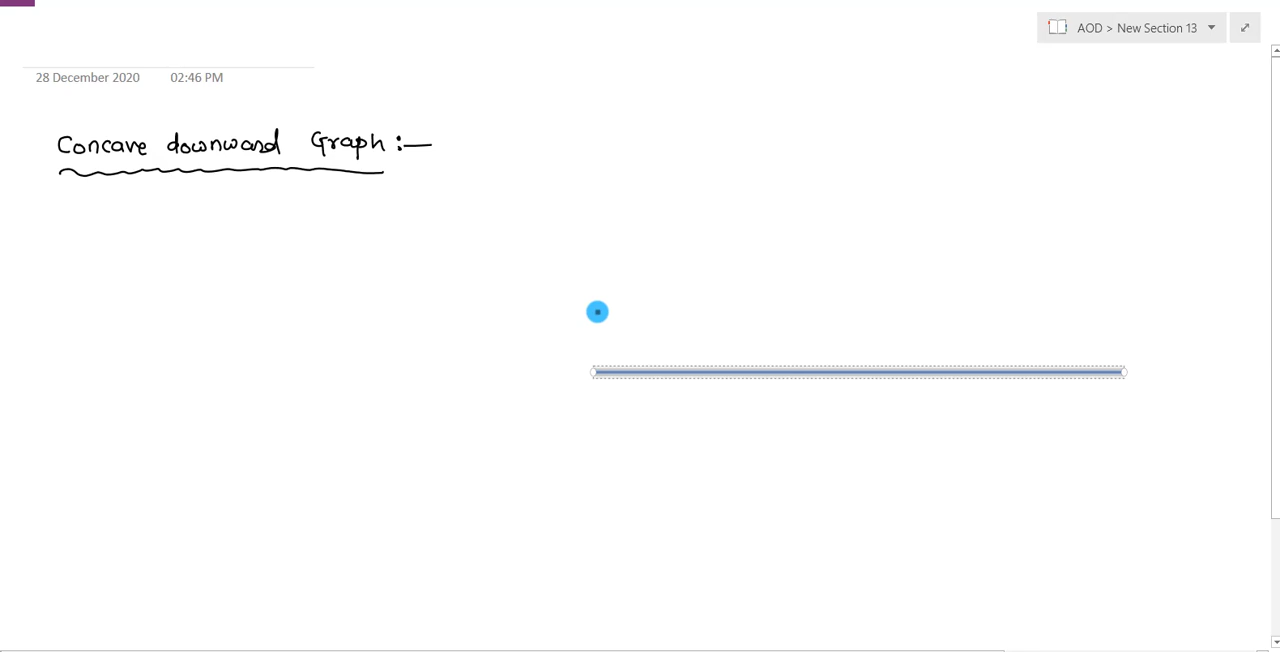 AOD > New Section 13
28 December 2020 02:46 PM
Concave downward Graph :—